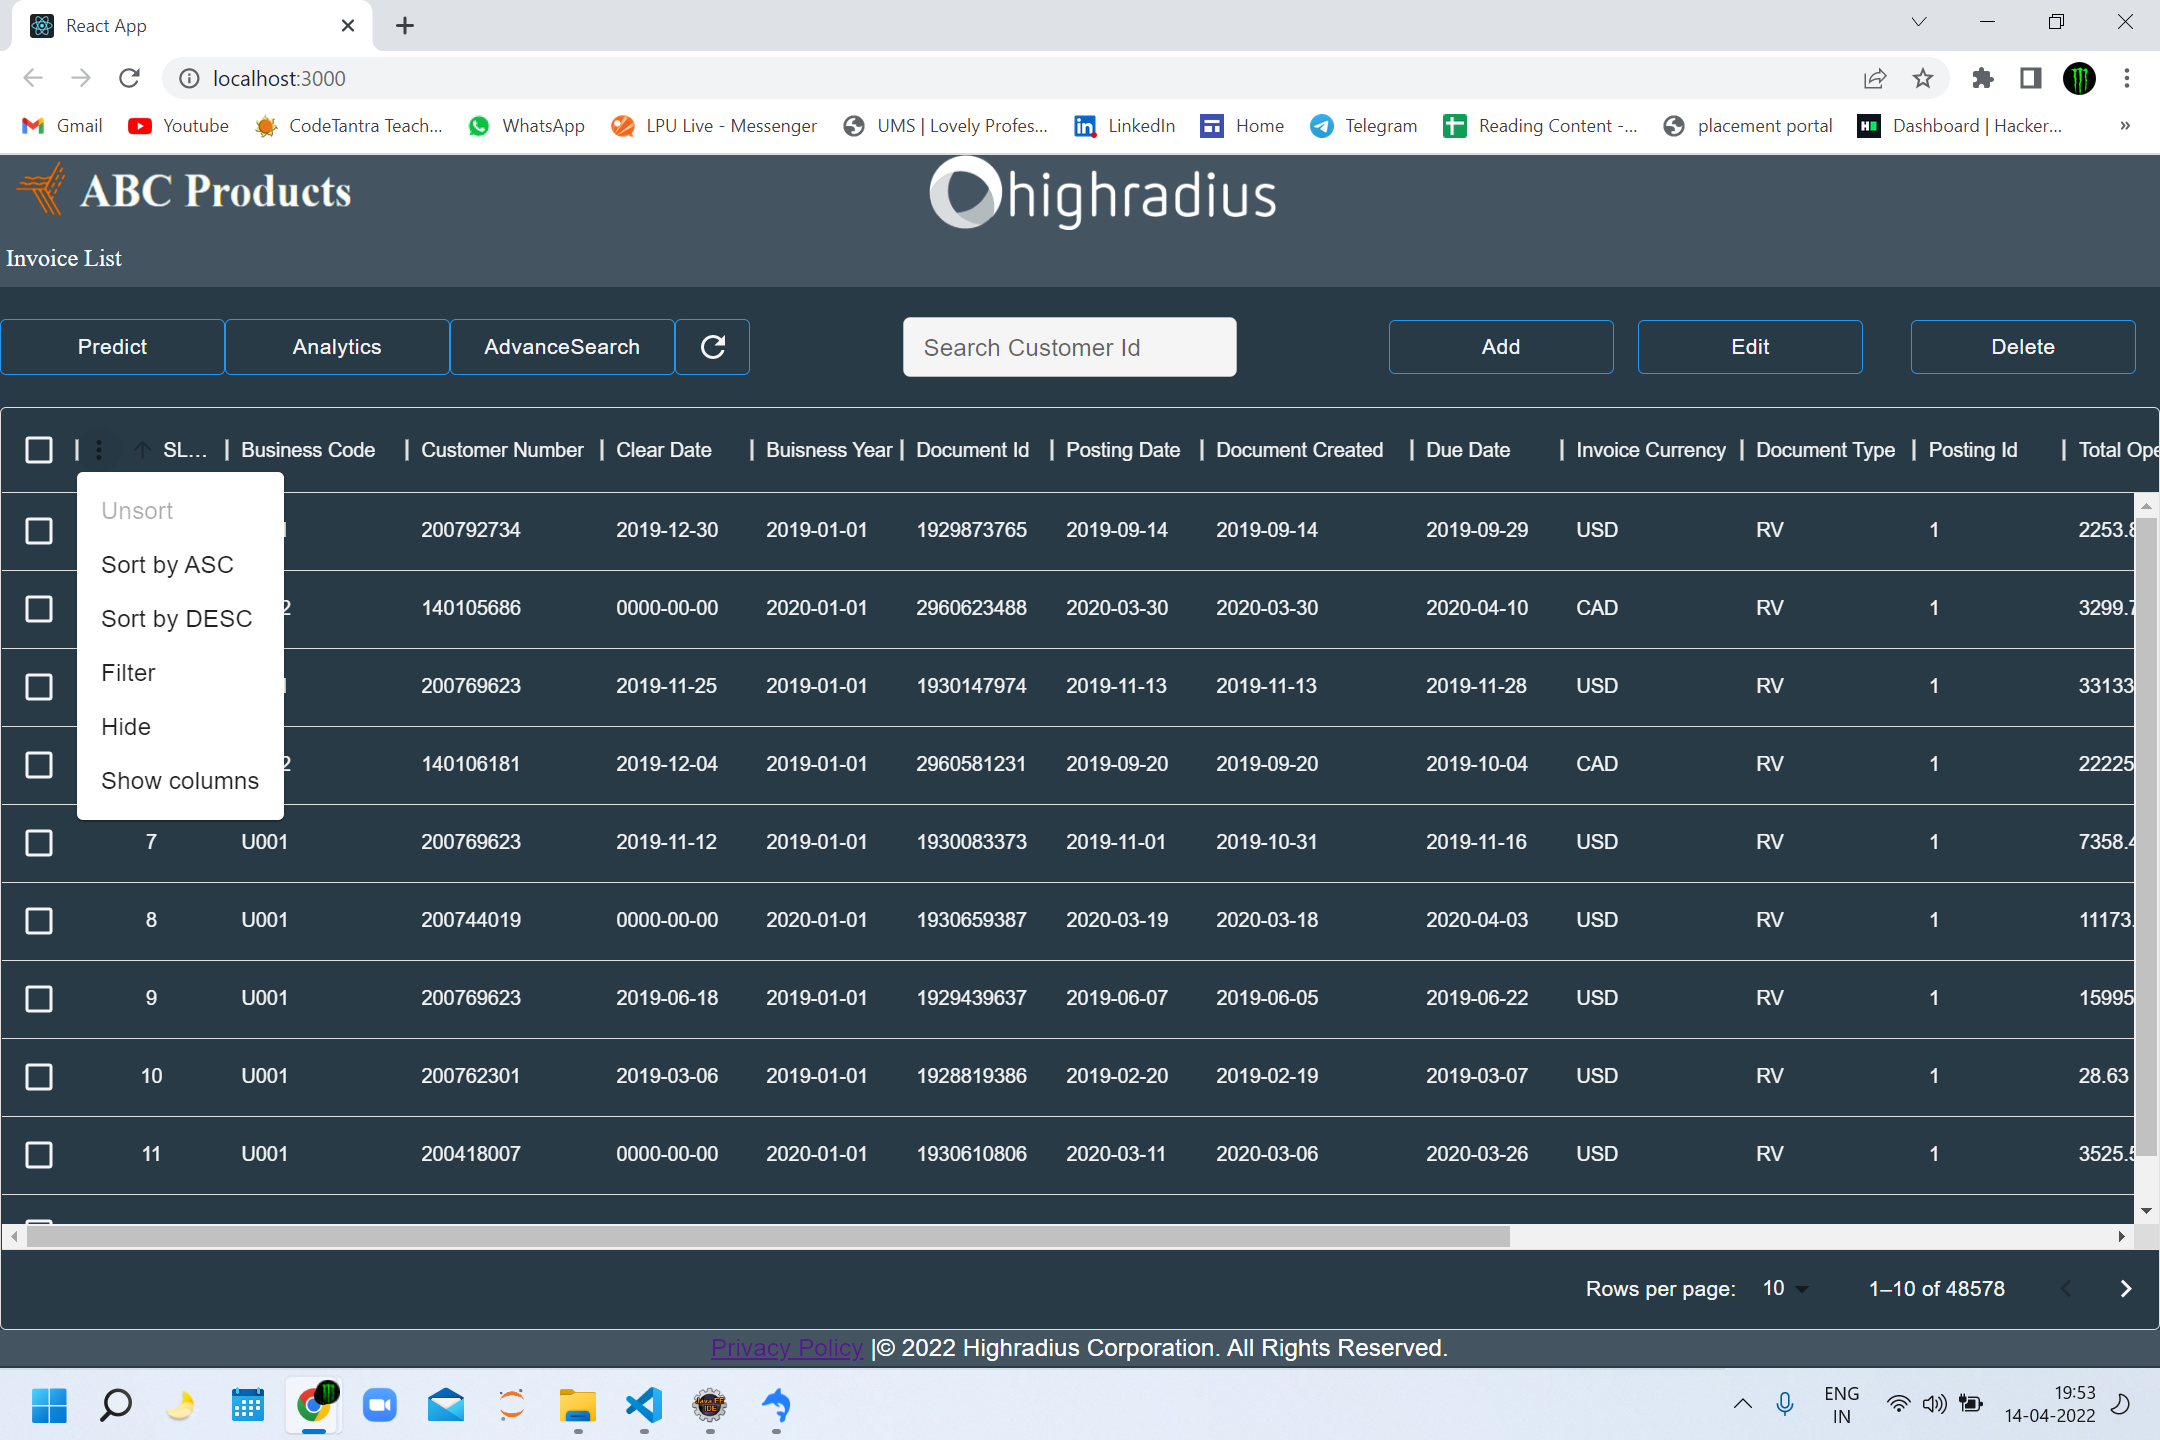 React App
localhost:3000
Gmail Youtube CodeTantra Teach... WhatsApp LPU Live - Messenger UMS | Lovely Profes... LinkedIn Home Telegram Reading Content -... placement portal Dashboard | Hacker... »
ABC Products highradius
Invoice List
Predict Analytics AdvanceSearch Search Customer Id Add Edit Delete
SL... Business Code Customer Number Clear Date Buisness Year Document Id Posting Date Document Created Due Date Invoice Currency Document Type Posting Id Total Ope
Unsort
200792734 2019-12-30 2019-01-01 1929873765 2019-09-14 2019-09-14 2019-09-29 USD RV 1 2253.8
Sort by ASC
2 140105686 0000-00-00 2020-01-01 2960623488 2020-03-30 2020-03-30 2020-04-10 CAD RV 1 3299.7
Sort by DESC
Filter
200769623 2019-11-25 2019-01-01 1930147974 2019-11-13 2019-11-13 2019-11-28 USD RV 1 33133
Hide
2 140106181 2019-12-04 2019-01-01 2960581231 2019-09-20 2019-09-20 2019-10-04 CAD RV 1 22225
Show columns
7 U001 200769623 2019-11-12 2019-01-01 1930083373 2019-11-01 2019-10-31 2019-11-16 USD RV 1 7358.4
8 U001 200744019 0000-00-00 2020-01-01 1930659387 2020-03-19 2020-03-18 2020-04-03 USD RV 1 11173.
9 U001 200769623 2019-06-18 2019-01-01 1929439637 2019-06-07 2019-06-05 2019-06-22 USD RV 1 15995
10 U001 200762301 2019-03-06 2019-01-01 1928819386 2019-02-20 2019-02-19 2019-03-07 USD RV 1 28.63
11 U001 200418007 0000-00-00 2020-01-01 1930610806 2020-03-11 2020-03-06 2020-03-26 USD RV 1 3525.5
Rows per page: 10 1–10 of 48578
Privacy Policy |© 2022 Highradius Corporation. All Rights Reserved.
ENG 19:53
IN 14-04-2022